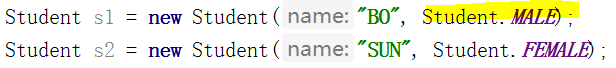 Student s1 = new Student( name: "BO", Student.MALE);
Student s2 = new Student( name: "SUN", Student.FEMALE);